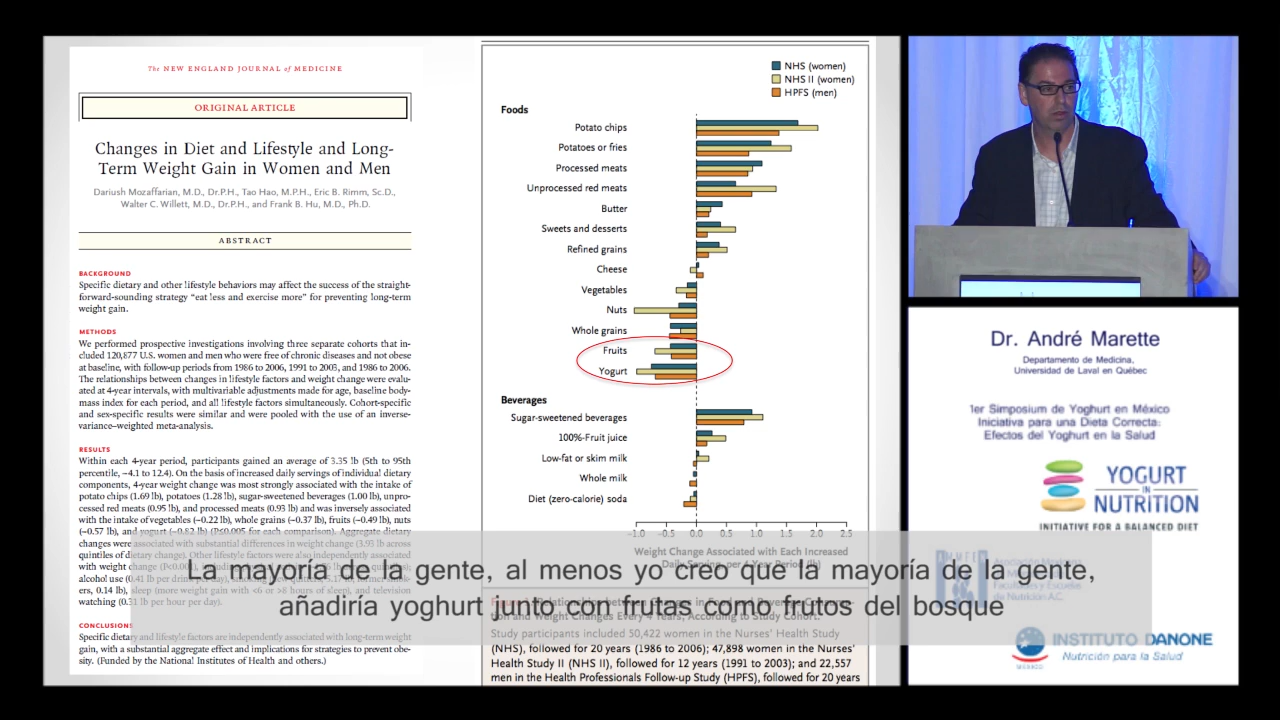 The NEW ENGLAND JOURNAL of MEDICINE
ORIGINAL ARTICLE
Changes in Diet and Lifestyle and Long-
Term Weight Gain in Women and Men
Dariush Mozaffarian, M.D., Dr.P.H., Tao Hao, M.P.H., Eric B. Rimm, Sc.D.,
Walter C. Willett, M.D., Dr.P.H., and Frank B. Hu, M.D., Ph.D.
ABSTRACT
BACKGROUND
Specific dietary and other lifestyle behaviors may affect the success of the straight-
forward-sounding strategy “eat less and exercise more” for preventing long-term
weight gain.
METHODS
We performed prospective investigations involving three separate cohorts that in-
cluded 120,877 U.S. women and men who were free of chronic diseases and not obese
at baseline, with follow-up periods from 1986 to 2006, 1991 to 2003, and 1986 to 2006.
The relationships between changes in lifestyle factors and weight change were evalu-
ated at 4-year intervals, with multivariable adjustments made for age, baseline body-
mass index for each period, and all lifestyle factors simultaneously. Cohort-specific
and sex-specific results were similar and were pooled with the use of an inverse-
variance–weighted meta-analysis.
RESULTS
Within each 4-year period, participants gained an average of 3.35 lb (5th to 95th
percentile, −4.1 to 12.4). On the basis of increased daily servings of individual dietary
components, 4-year weight change was most strongly associated with the intake of
potato chips (1.69 lb), potatoes (1.28 lb), sugar-sweetened beverages (1.00 lb), unpro-
cessed red meats (0.95 lb), and processed meats (0.93 lb) and was inversely associated
with the intake of vegetables (−0.22 lb), whole grains (−0.37 lb), fruits (−0.49 lb), nuts
(−0.57 lb), and yogurt (−0.82 lb) (P≤0.005 for each comparison). Aggregate dietary
changes were associated with substantial differences in weight change (3.93 lb across
quintiles of dietary change). Other lifestyle factors were also independently associated
with weight change (P<0.001),
alcohol use (0.41 lb per drink per day),
ers, 0.14 lb), sleep (more weight gain with <6 or >8 hours of sleep), and television
watching (0.31 lb per hour per day).
CONCLUSIONS
Specific dietary and lifestyle factors are independently associated with long-term weight
gain, with a substantial aggregate effect and implications for strategies to prevent obe-
sity. (Funded by the National Institutes of Health and others.)
NHS (women)
NHS II (women)
HPFS (men)
Foods
Potato chips
Potatoes or fries
Processed meats
Unprocessed red meats
Butter
Sweets and desserts
Refined grains
Cheese
Vegetables
Nuts
Whole grains
Fruits
Yogurt
Beverages
Sugar-sweetened beverages
100%-Fruit juice
Low-fat or skim milk
Whole milk
Diet (zero-calorie) soda
−1.0 −0.5 0.0 0.5 1.0 1.5 2.0 2.5
Weight Change Associated with Each Increased
Daily Serving, per 4-Year Period (lb)
tion and Weight Changes Every 4 Years, According to Study Cohort.
Study participants included 50,422 women in the Nurses' Health Study
(NHS), followed for 20 years (1986 to 2006); 47,898 women in the Nurses'
Health Study II (NHS II), followed for 12 years (1991 to 2003); and 22,557
men in the Health Professionals Follow-up Study (HPFS), followed for 20 years
Dr. André Marette
Departamento de Medicina,
Universidad de Laval en Québec
1er Simposium de Yoghurt en México
Iniciativa para una Dieta Correcta:
Efectos del Yoghurt en la Salud
YOGURT
IN
NUTRITION
INITIATIVE FOR A BALANCED DIET
Facultades y Escuelas
de Nutrición A.C.
INSTITUTO DANONE
MÉXICO
Nutrición para la Salud
La mayoría de la gente, al menos yo creo que la mayoría de la gente,
añadiría yoghurt junto con frutas como frutos del bosque